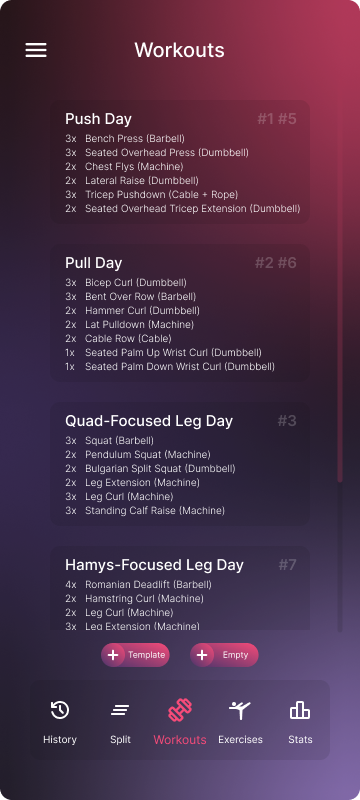 Workouts
Push Day #1 #5
3x Bench Press (Barbell)
3x Seated Overhead Press (Dumbbell)
2x Chest Flys (Machine)
2x Lateral Raise (Dumbbell)
3x Tricep Pushdown (Cable + Rope)
2x Seated Overhead Tricep Extension (Dumbbell)
Pull Day #2 #6
3x Bicep Curl (Dumbbell)
3x Bent Over Row (Barbell)
2x Hammer Curl (Dumbbell)
2x Lat Pulldown (Machine)
2x Cable Row (Cable)
1x Seated Palm Up Wrist Curl (Dumbbell)
1x Seated Palm Down Wrist Curl (Dumbbell)
Quad-Focused Leg Day #3
3x Squat (Barbell)
2x Pendulum Squat (Machine)
2x Bulgarian Split Squat (Dumbbell)
2x Leg Extension (Machine)
3x Leg Curl (Machine)
3x Standing Calf Raise (Machine)
Hamys-Focused Leg Day #7
4x Romanian Deadlift (Barbell)
2x Hamstring Curl (Machine)
2x Leg Curl (Machine)
3x Leg Extension (Machine)
Template Empty
History Split Workouts Exercises Stats